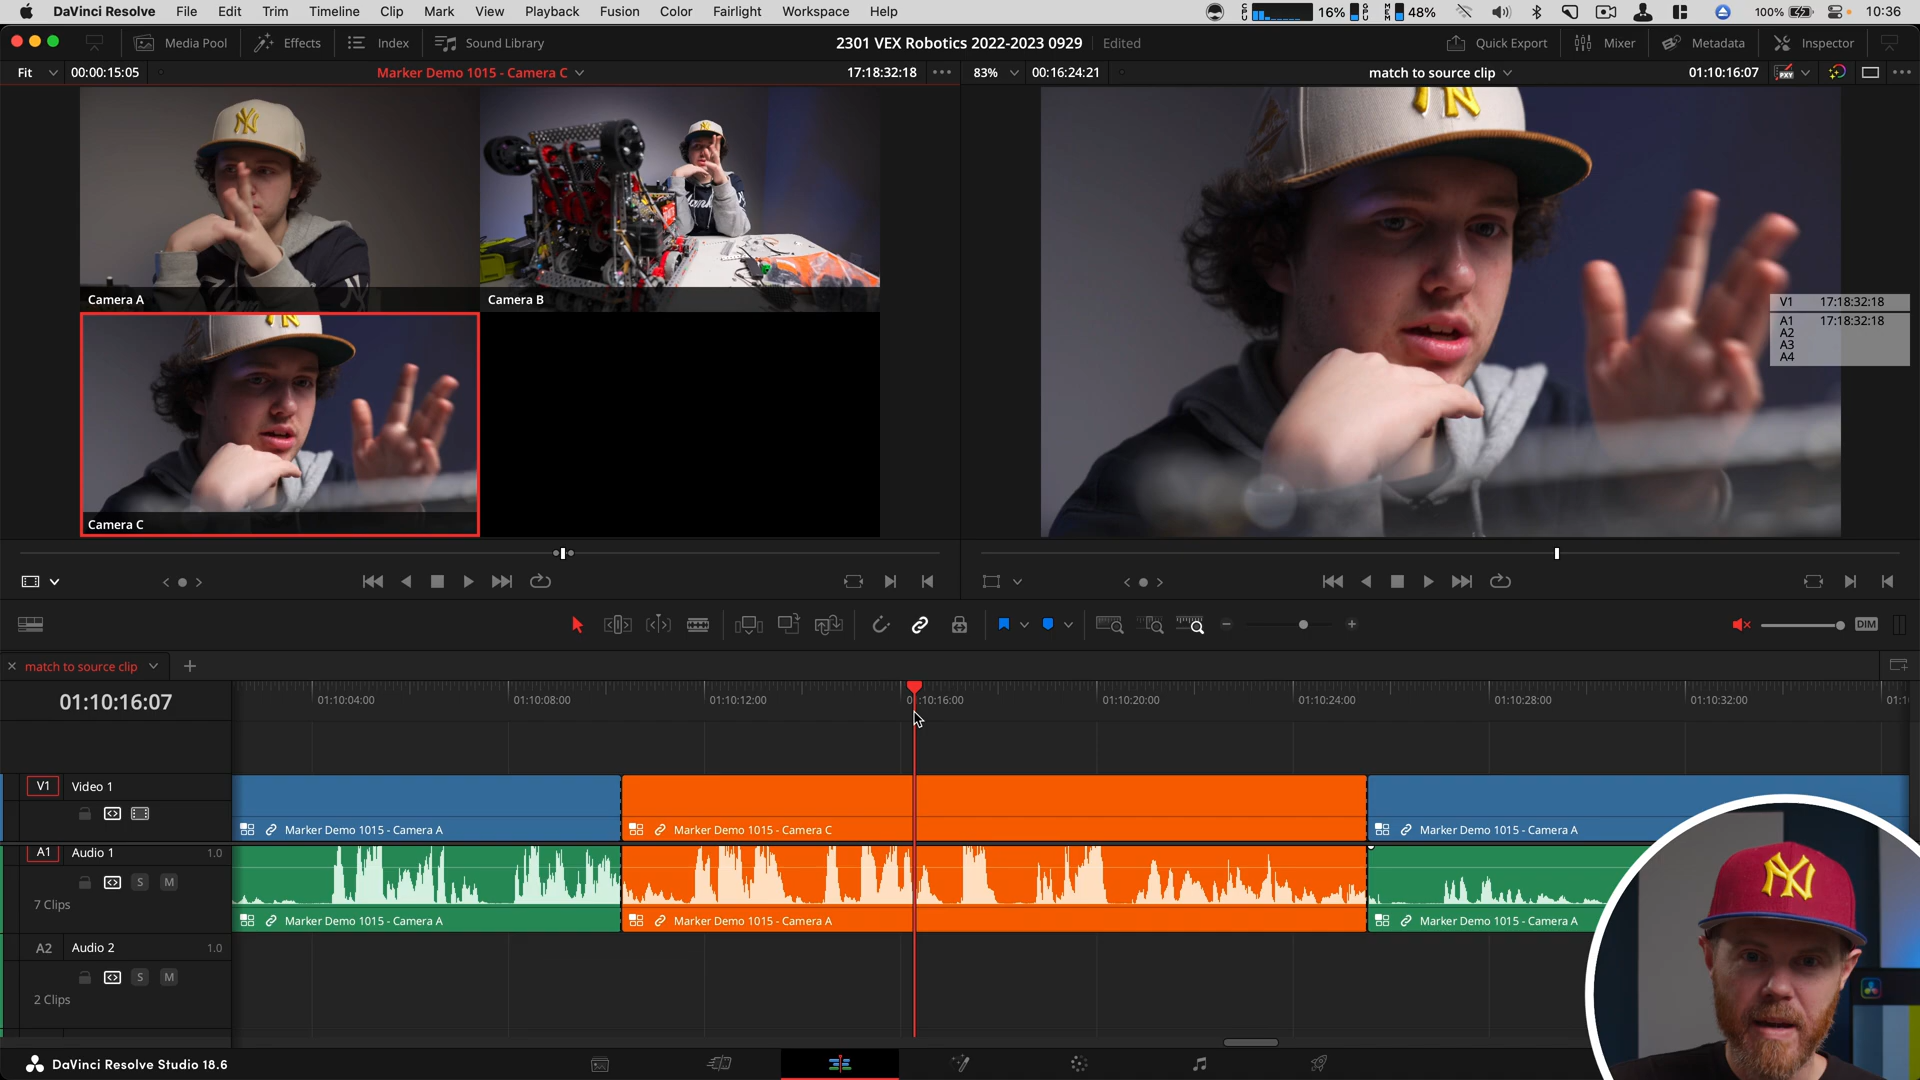 DaVinci Resolve File Edit Trim Timeline Clip Mark View Playback Fusion Color Fairlight Workspace Help 16% 48% 100% 10:36
Media Pool Effects Index Sound Library 2301 VEX Robotics 2022-2023 0929 Edited Quick Export Mixer Metadata Inspector
Fit 00:00:15:05 Marker Demo 1015 - Camera C 17:18:32:18 83% 00:16:24:21 match to source clip 01:10:16:07
Camera A
Camera B
Camera C
V1 17:18:32:18
A1 17:18:32:18
A2
A3
A4
DIM
match to source clip
01:10:16:07
01:10:04:00 01:10:08:00 01:10:12:00 01:10:16:00 01:10:20:00 01:10:24:00 01:10:28:00 01:10:32:00
V1 Video 1
Marker Demo 1015 - Camera A Marker Demo 1015 - Camera C Marker Demo 1015 - Camera A
A1 Audio 1 1.0
S M
7 Clips
Marker Demo 1015 - Camera A Marker Demo 1015 - Camera A Marker Demo 1015 - Camera A
A2 Audio 2 1.0
S M
2 Clips
DaVinci Resolve Studio 18.6